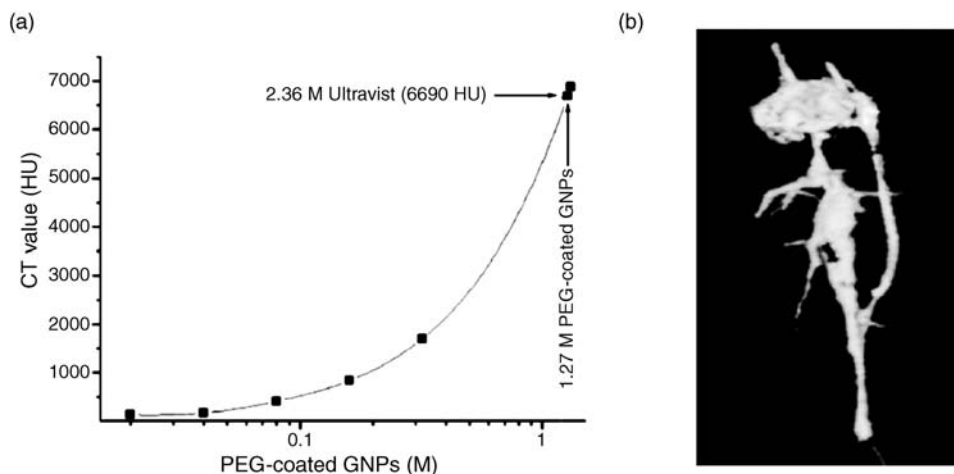 (a)
7000
6000
5000
4000
3000
2000
1000
CT value (HU)
2.36 M Ultravist (6690 HU)
1.27 M PEG-coated GNPs
0.1
1
PEG-coated GNPs (M)
(b)